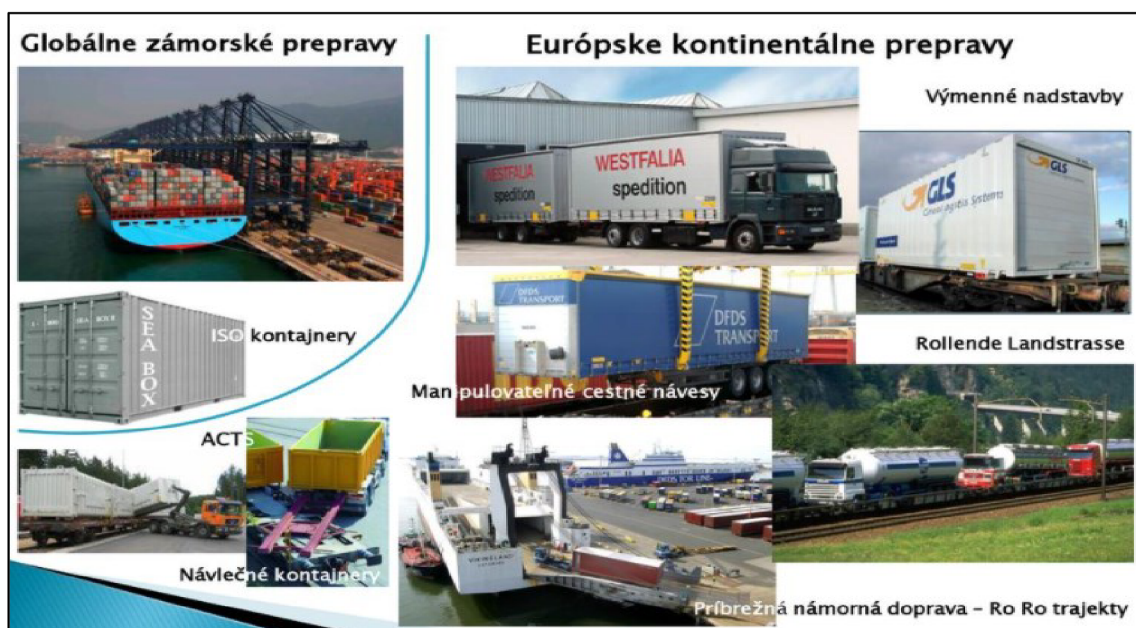 Globálne zámorské prepravy
Európske kontinentálne prepravy
Výmenné nadstavby
WESTFALIA
spedition
WESTFALIA
spedition
GLS
DFDS
TRANSPORT
DFDS
TRANSPORT
SEA BOX
ISO kontajnery
Rollende Landstrasse
Manipulovateľné cestné návesy
ACTS
DFDS TOR LINE
Návlečné kontajnery
Príbrežná námorná doprava – Ro Ro trajekty